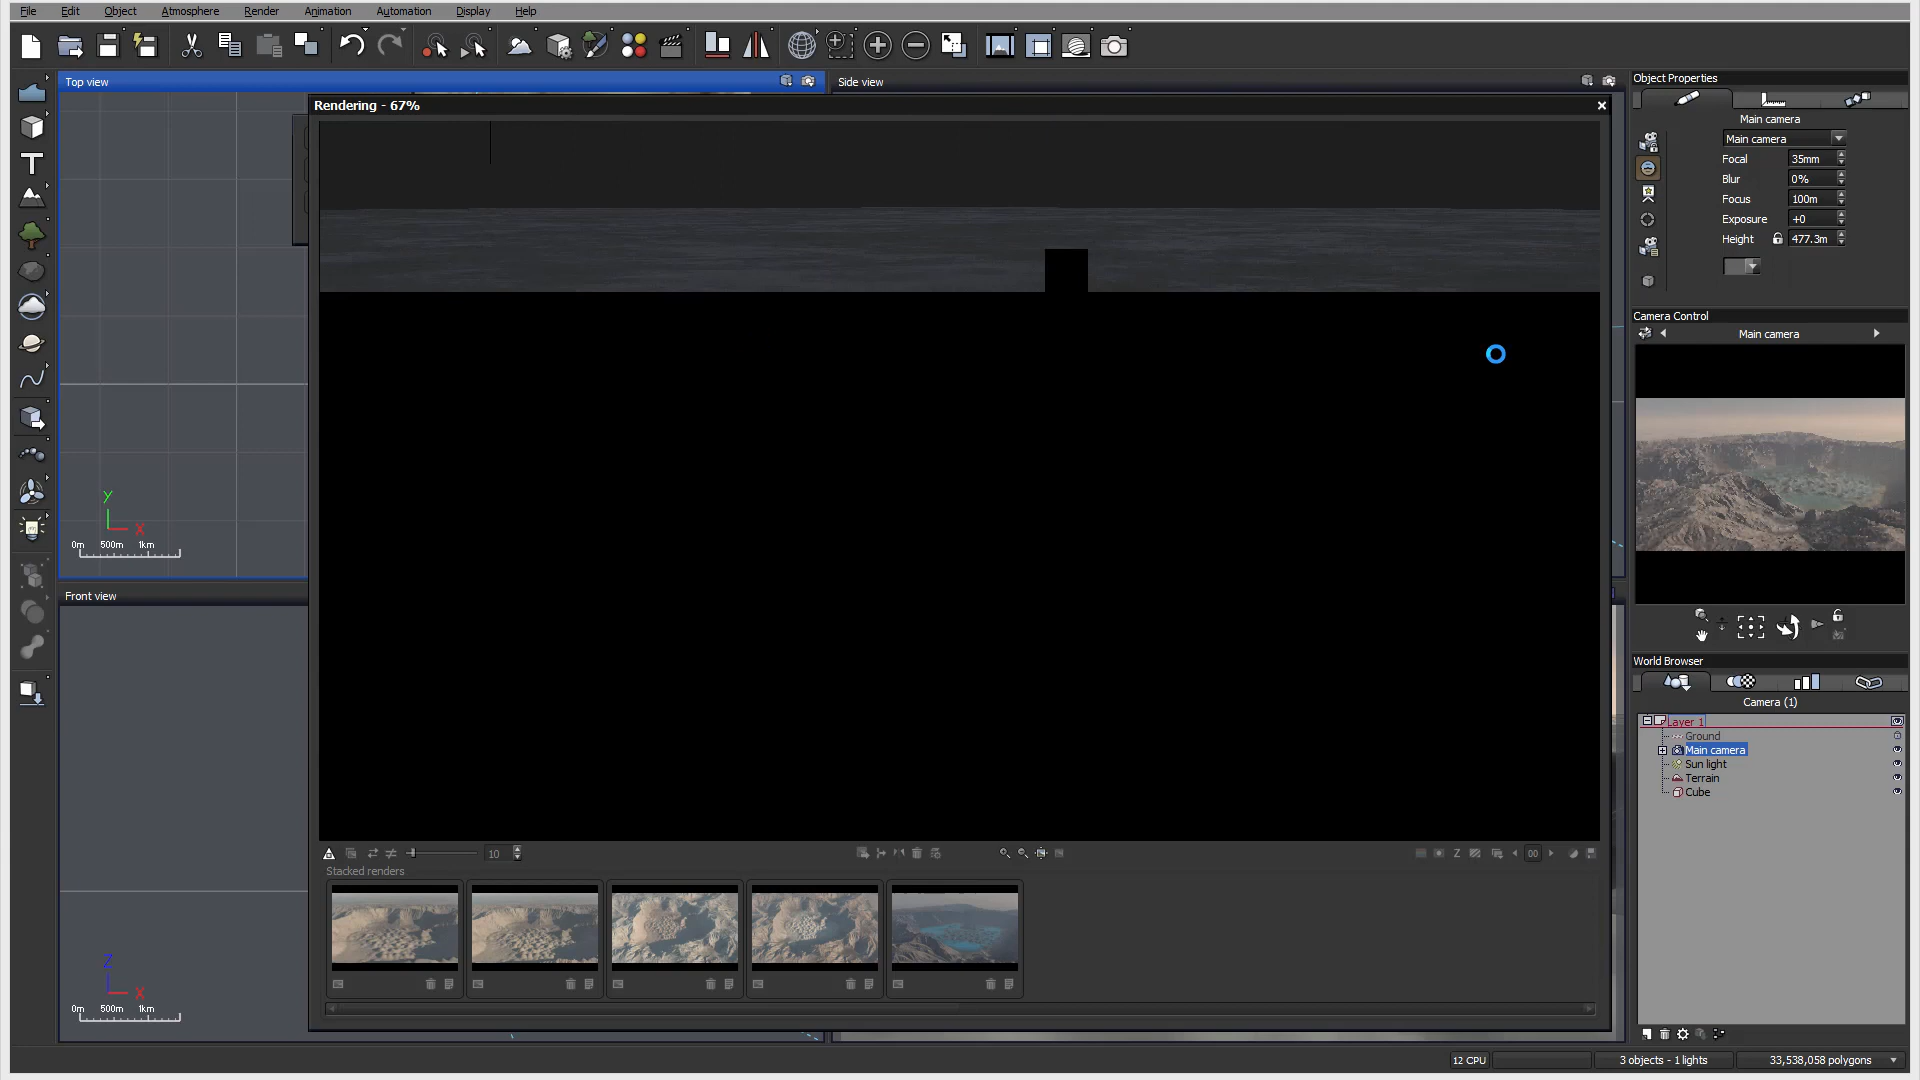 File Edit Object Atmosphere Render Animation Automation Display Help
Top view
Side view
Rendering - 67%
Object Properties
Main camera
Main camera
Focal 35mm
Blur 0%
Focus 100m
Exposure +0
Height 477.3m
Camera Control
Main camera
Y
X
0m 500m 1km
Front view
World Browser
Camera (1)
Layer 1
Ground
Main camera
Sun light
Terrain
Cube
10
Z
00
Stacked renders
Z
X
0m 500m 1km
12 CPU
3 objects - 1 lights
33,538,058 polygons